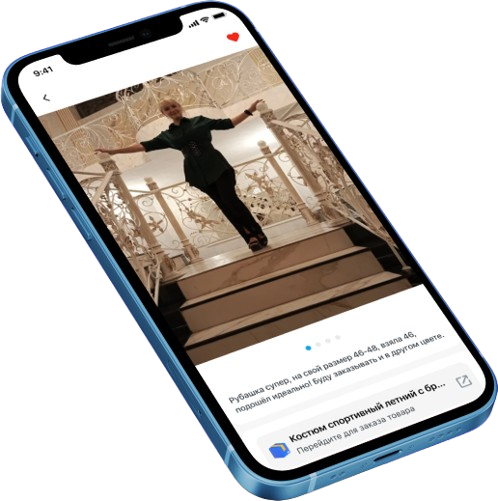 9:41
Рубашка супер, на свой размер 46-48, взяла 46,
подошёл идеально! Буду заказывать и в другом цвете.
Костюм спортивный летний с бр...
Перейдите для заказа товара